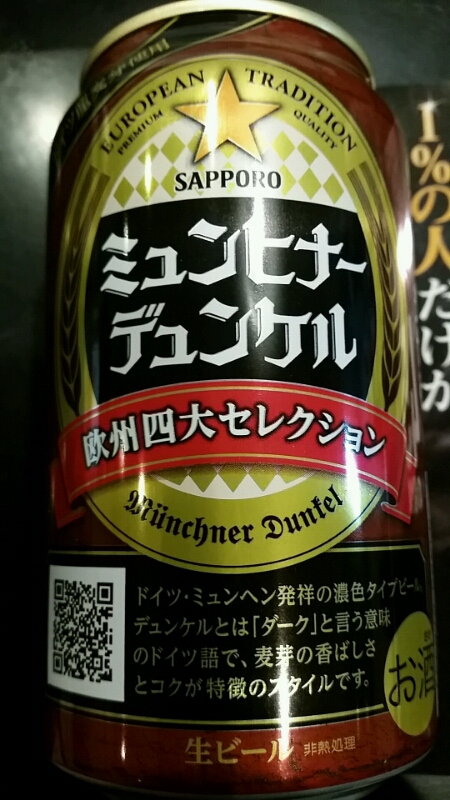 EUROPEAN TRADITION
PREMIUM QUALITY
SAPPORO
ミュンヒナー
デュンケル
欧州四大セレクション
Münchner Dunkel
ドイツ・ミュンヘン発祥の濃色タイプビール。
デュンケルとは「ダーク」と言う意味
のドイツ語で、麦芽の香ばしさ
とコクが特徴のスタイルです。
お酒
生ビール 非熱処理
1%の人だけが